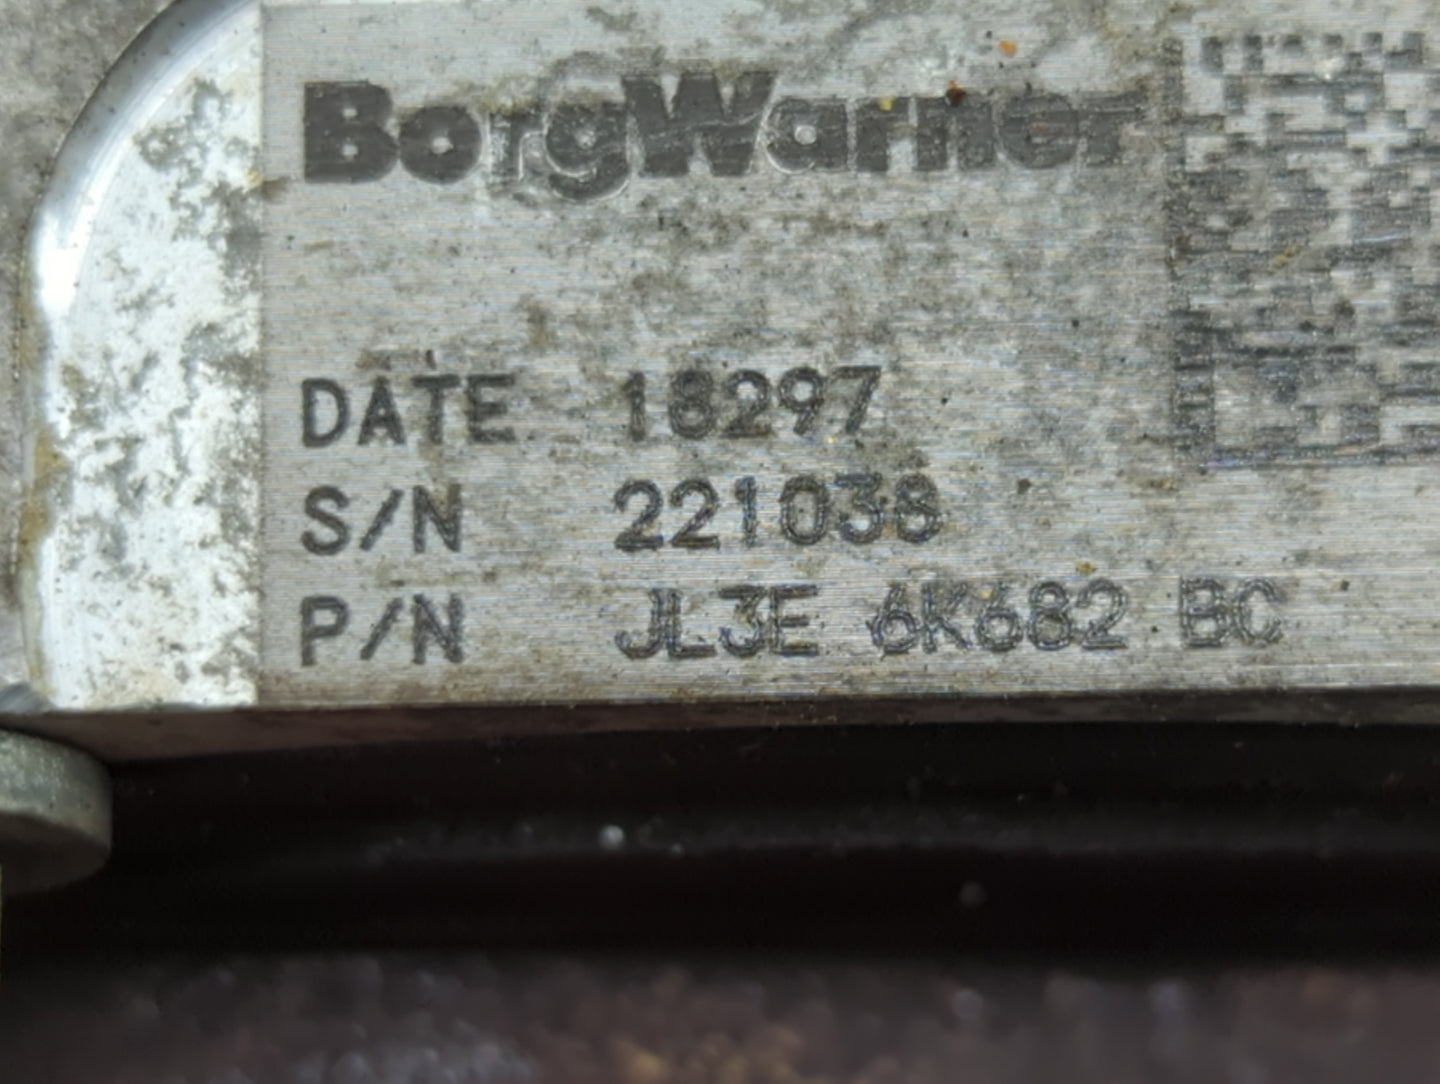 BorgWarner
DATE 18297
S/N 221038
P/N JL3E 6K682 BC